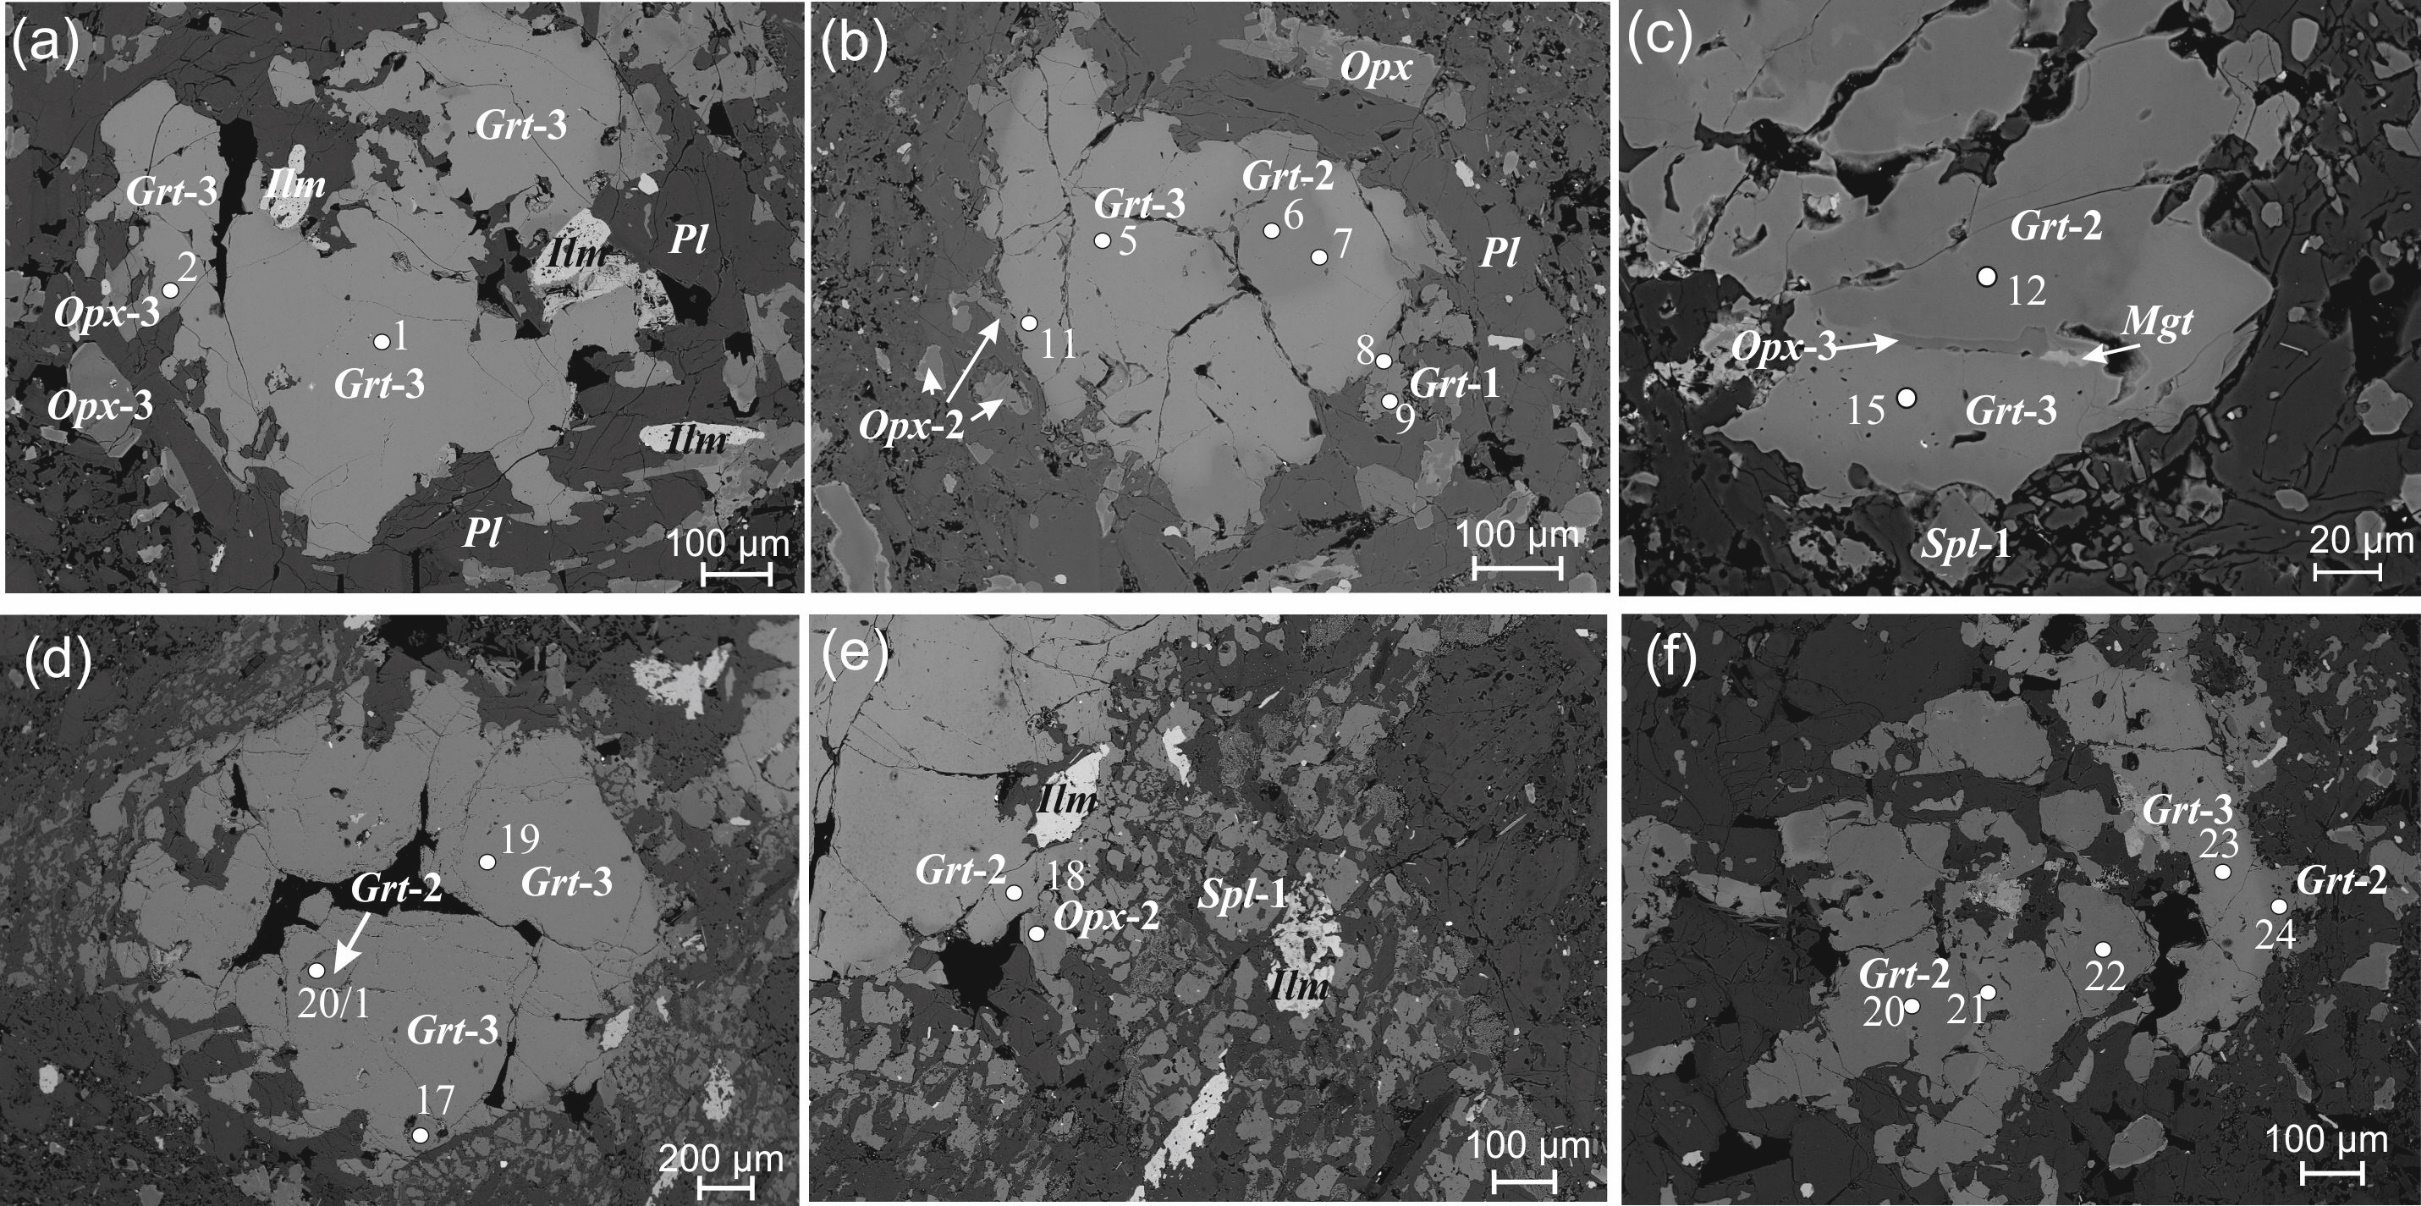 (a)
Grt-3
Grt-3
Ilm
Ilm
Pl
2
Opx-3
1
Grt-3
Opx-3
Ilm
Pl
100 µm
(b)
Opx
Grt-2
Grt-3
6
5
7
Pl
11
8
Grt-1
Opx-2
9
100 µm
(c)
Grt-2
12
Mgt
Opx-3
15
Grt-3
Spl-1
20 µm
(d)
19
Grt-2
Grt-3
20/1
Grt-3
17
200 µm
(e)
Ilm
Grt-2
18
Spl-1
Opx-2
Ilm
100 µm
(f)
Grt-3
23
Grt-2
24
Grt-2
22
20
21
100 µm